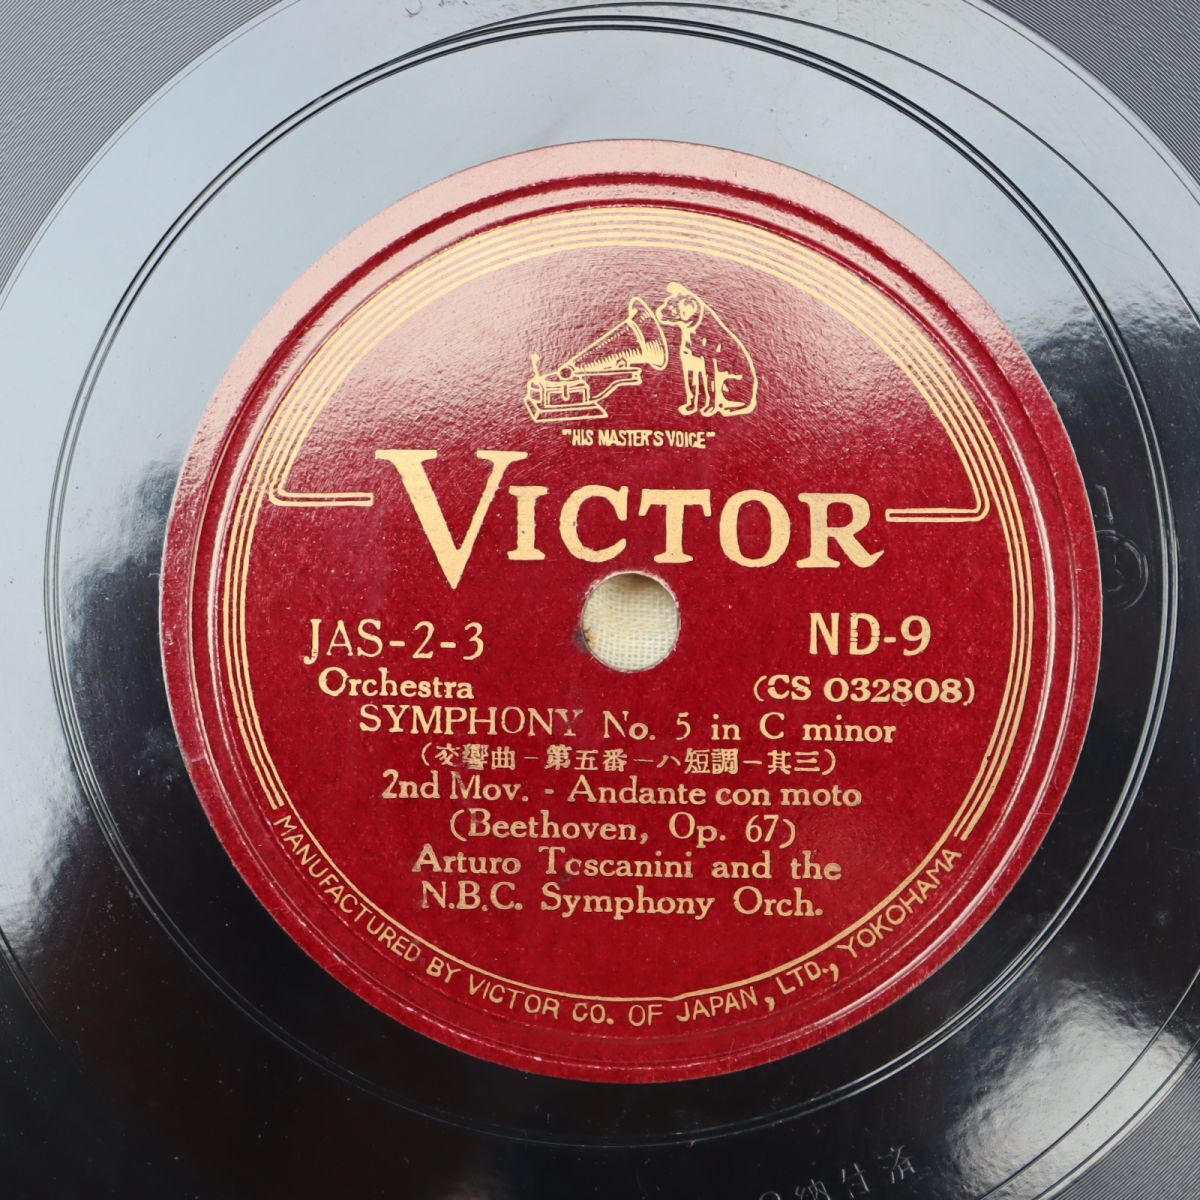 "HIS MASTER'S VOICE"
VICTOR
JAS-2-3
ND-9
Orchestra
(CS 032808)
SYMPHONY No. 5 in C minor
(交響曲－第五番－ハ短調－其三)
2nd Mov. - Andante con moto
(Beethoven, Op. 67)
Arturo Toscanini and the
N.B.C. Symphony Orch.
MANUFACTURED BY VICTOR CO. OF JAPAN, LTD., YOKOHAMA